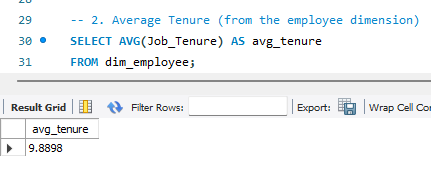 29
-- 2. Average Tenure (from the employee dimension)
30
SELECT AVG(Job_Tenure) AS avg_tenure
31
FROM dim_employee;
Result Grid
Filter Rows:
Export:
Wrap Cell Cor
avg_tenure
9.8898